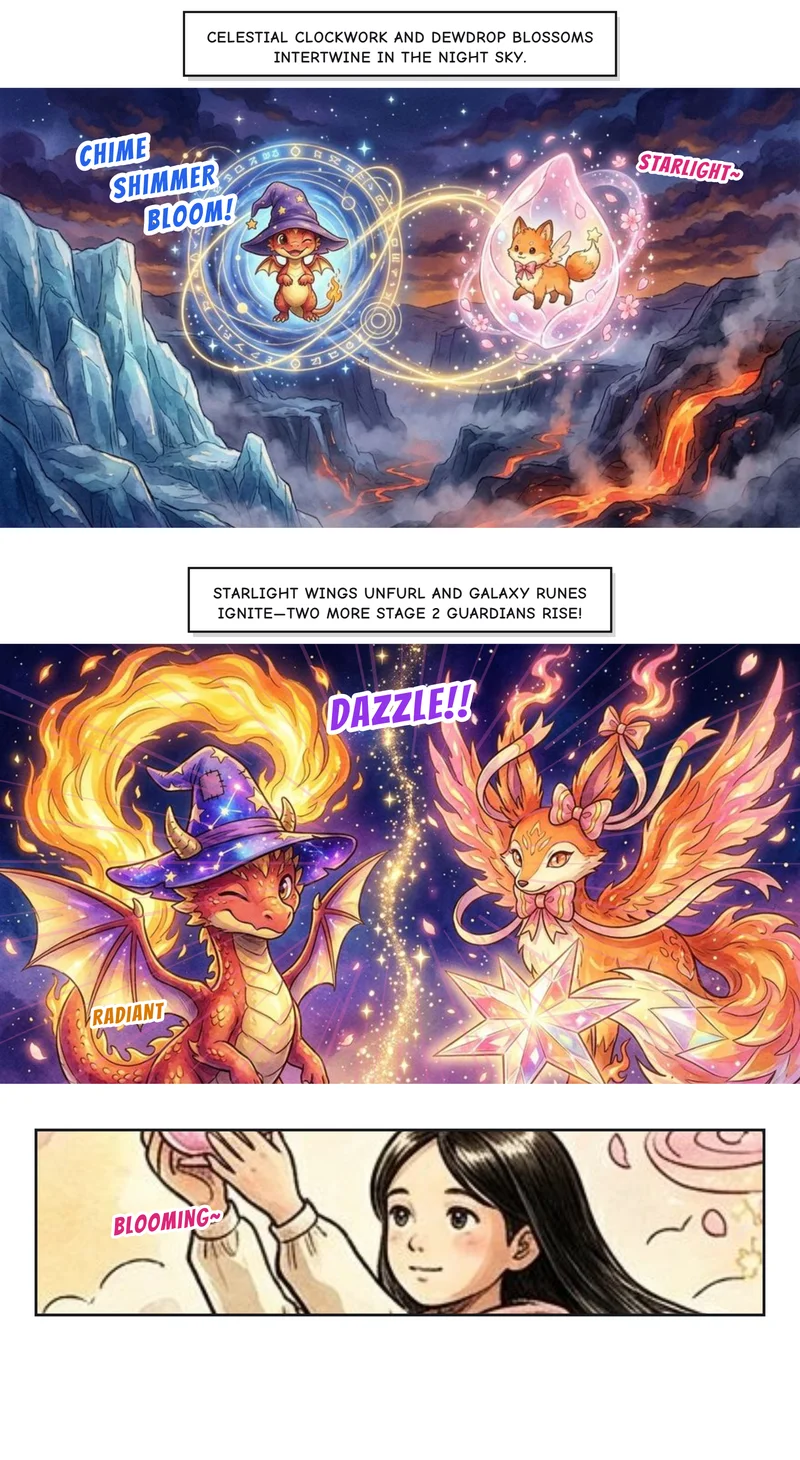 CELESTIAL CLOCKWORK AND DEWDROP BLOSSOMS
INTERTWINE IN THE NIGHT SKY.
CHIME
SHIMMER
BLOOM!
STARLIGHT~
STARLIGHT WINGS UNFURL AND GALAXY RUNES
IGNITE—TWO MORE STAGE 2 GUARDIANS RISE!
DAZZLE!!
RADIANT
BLOOMING~